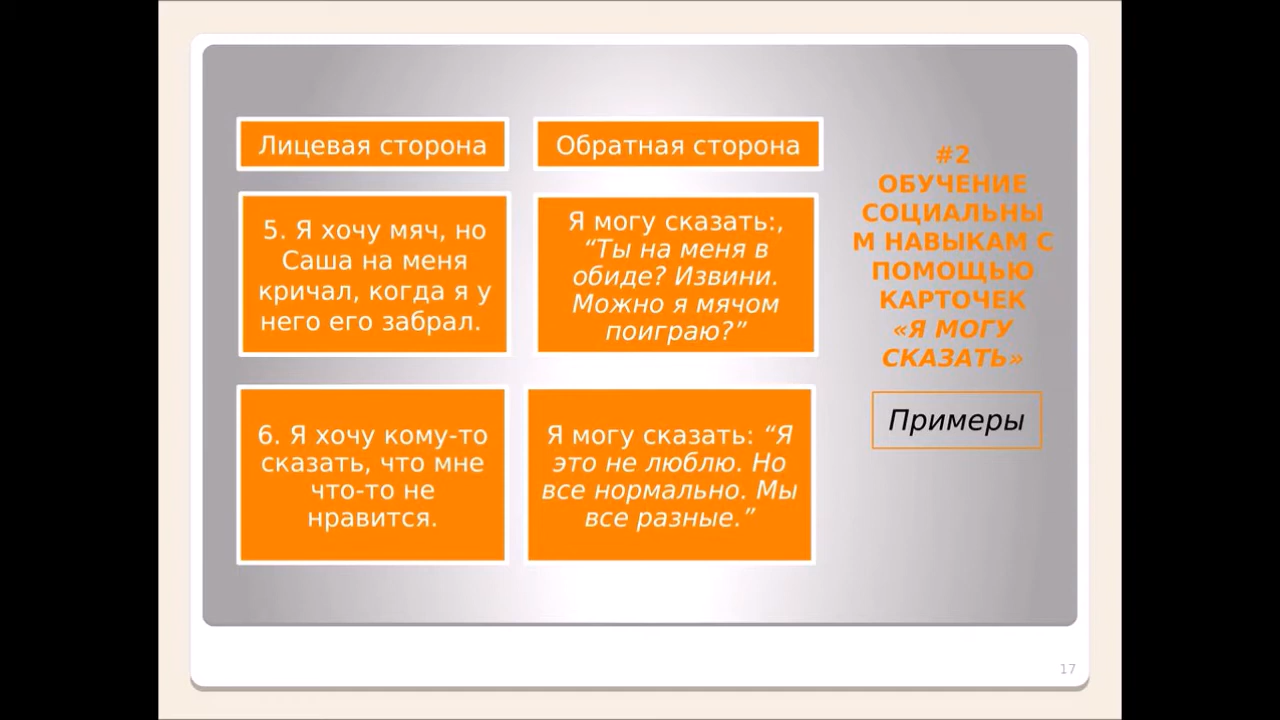 Лицевая сторона
Обратная сторона
5. Я хочу мяч, но
Саша на меня
кричал, когда я у
него его забрал.
Я могу сказать:,
“Ты на меня в
обиде? Извини.
Можно я мячом
поиграю?”
6. Я хочу кому-то
сказать, что мне
что-то не
нравится.
Я могу сказать: “Я
это не люблю. Но
все нормально. Мы
все разные.”
#2
ОБУЧЕНИЕ
СОЦИАЛЬНЫ
М НАВЫКАМ С
ПОМОЩЬЮ
КАРТОЧЕК
«Я МОГУ
СКАЗАТЬ»
Примеры
17